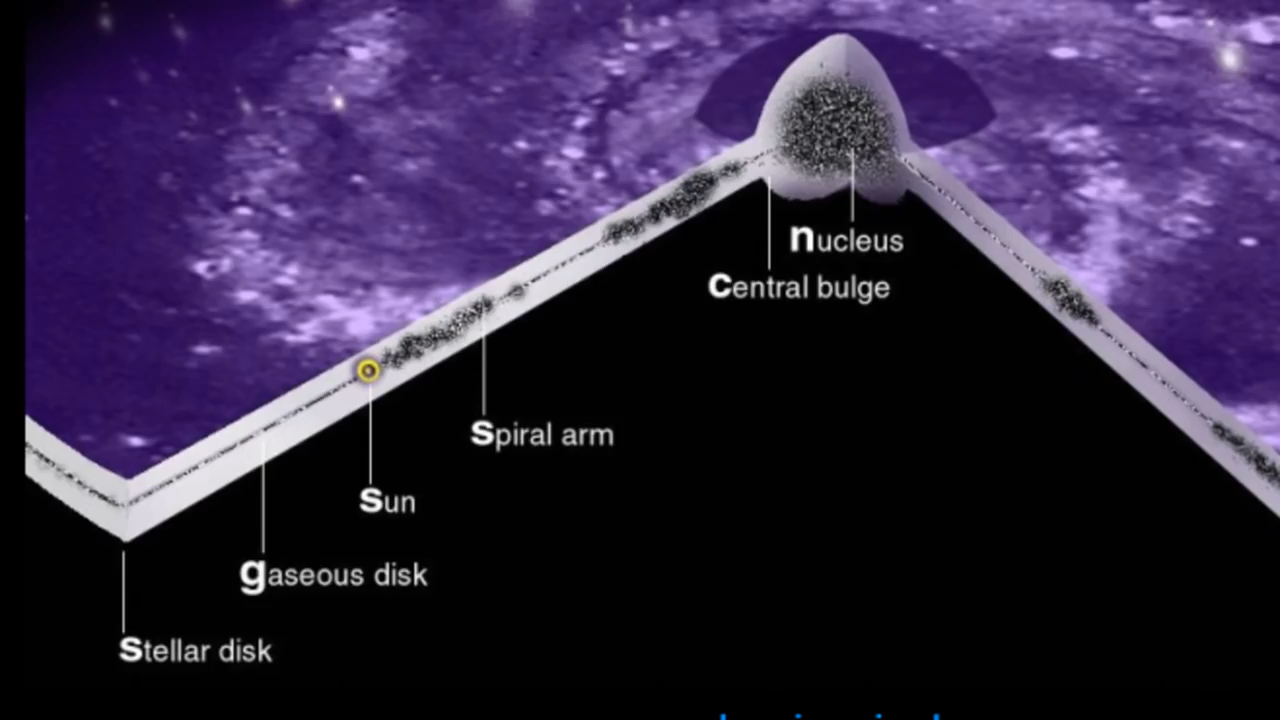 nucleus
Central bulge
Spiral arm
Sun
gaseous disk
Stellar disk